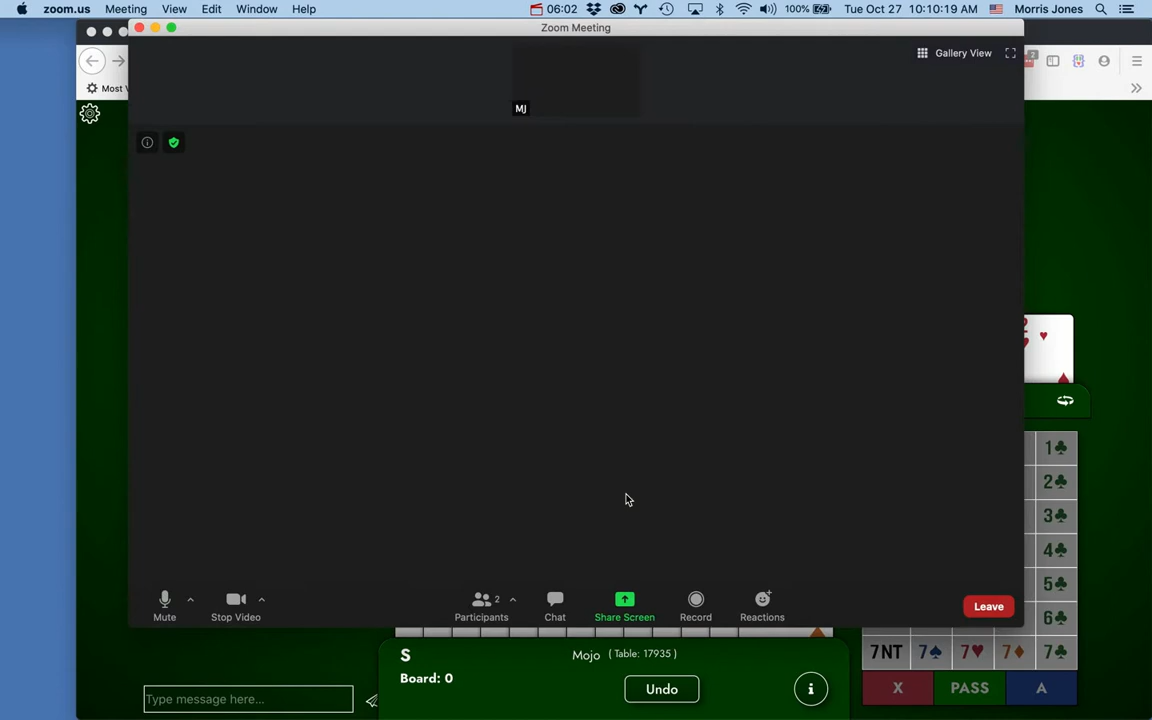 zoom.us Meeting View Edit Window Help 06:02 100% Tue Oct 27 10:10:19 AM Morris Jones
Zoom Meeting
Gallery View
2
Most
MJ
2
1♣
2♣
3♣
4♣
5♣
6♣
7NT 7♠ 7♥ 7♦ 7♣
X PASS A
Mute
Stop Video
Participants 2
Chat
Share Screen
Record
Reactions
Leave
S
Mojo ( Table: 17935 )
Board: 0
Undo
i
Type message here...